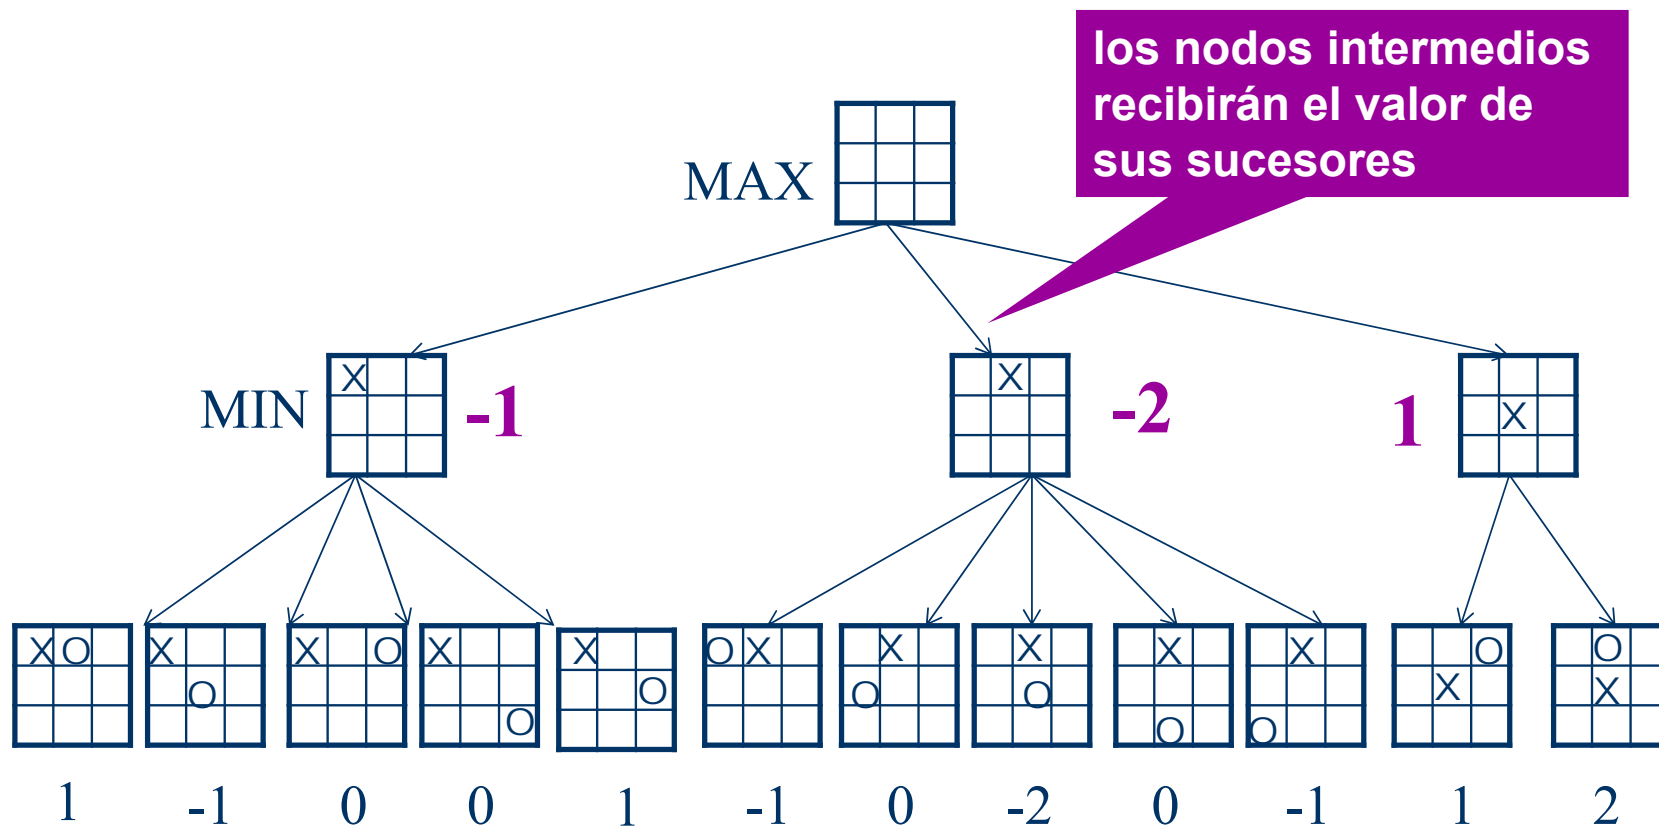 los nodos intermedios
recibirán el valor de
sus sucesores
MAX
MIN
X
-1
X
-2
1
X
X O
X
O
X O
X
O
X
O
O X
X
O
X
O
X
O
X
O
O
X
O
X
1 -1 0 0 1 -1 0 -2 0 -1 1 2